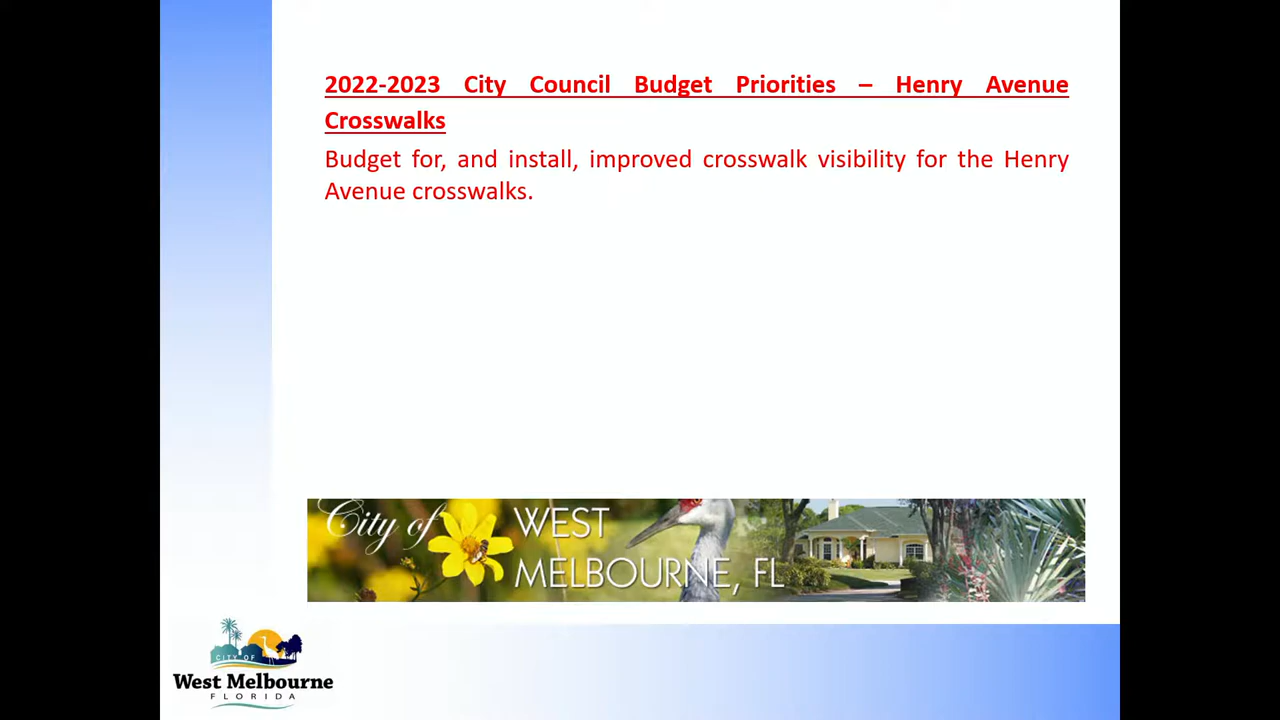 2022-2023 City Council Budget Priorities – Henry Avenue
Crosswalks
Budget for, and install, improved crosswalk visibility for the Henry
Avenue crosswalks.
City of
WEST
MELBOURNE, FL
CITY OF
West Melbourne
FLORIDA